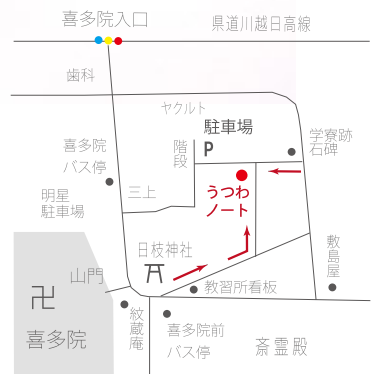 喜多院入口
県道川越日高線
歯科
ヤクルト
駐車場
P
階段
学寮跡
石碑
喜多院
バス停
うつわ
ノート
明星
駐車場
三上
日枝神社
敷島屋
山門
卍
教習所看板
喜多院
紋蔵庵
喜多院前
バス停
斎霊殿